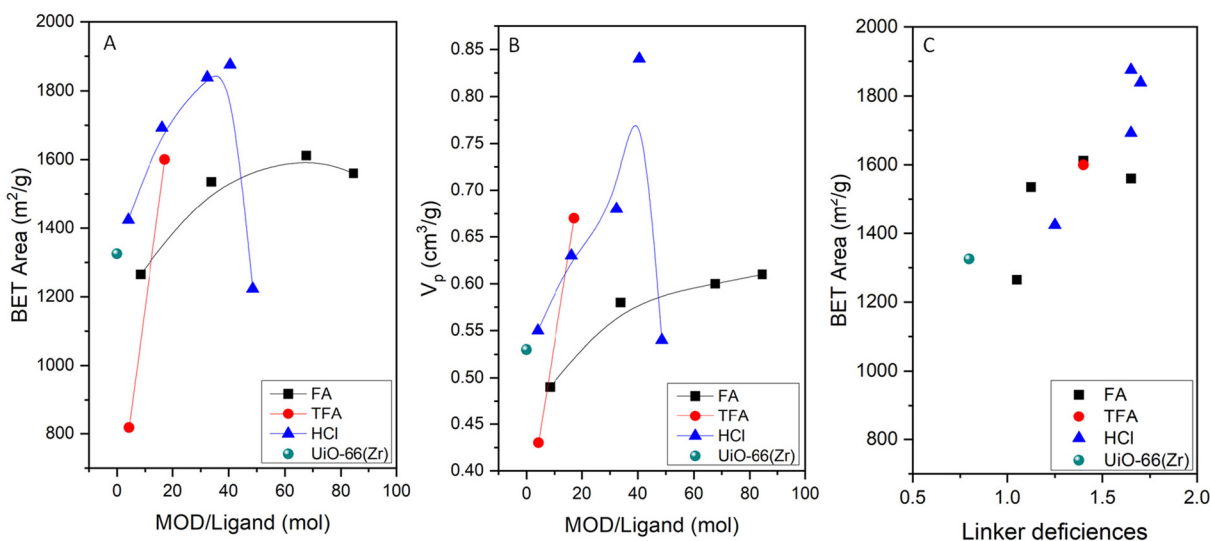 A
BET Area (m²/g)
2000
1800
1600
1400
1200
1000
800
0 20 40 60 80 100
MOD/Ligand (mol)
FA
TFA
HCl
UiO-66(Zr)
B
Vₚ (cm³/g)
0.85
0.80
0.75
0.70
0.65
0.60
0.55
0.50
0.45
0.40
0 20 40 60 80 100
MOD/Ligand (mol)
FA
TFA
HCl
UiO-66(Zr)
C
BET Area (m²/g)
2000
1800
1600
1400
1200
1000
800
0.5 1.0 1.5 2.0
Linker deficiences
FA
TFA
HCl
UiO-66(Zr)